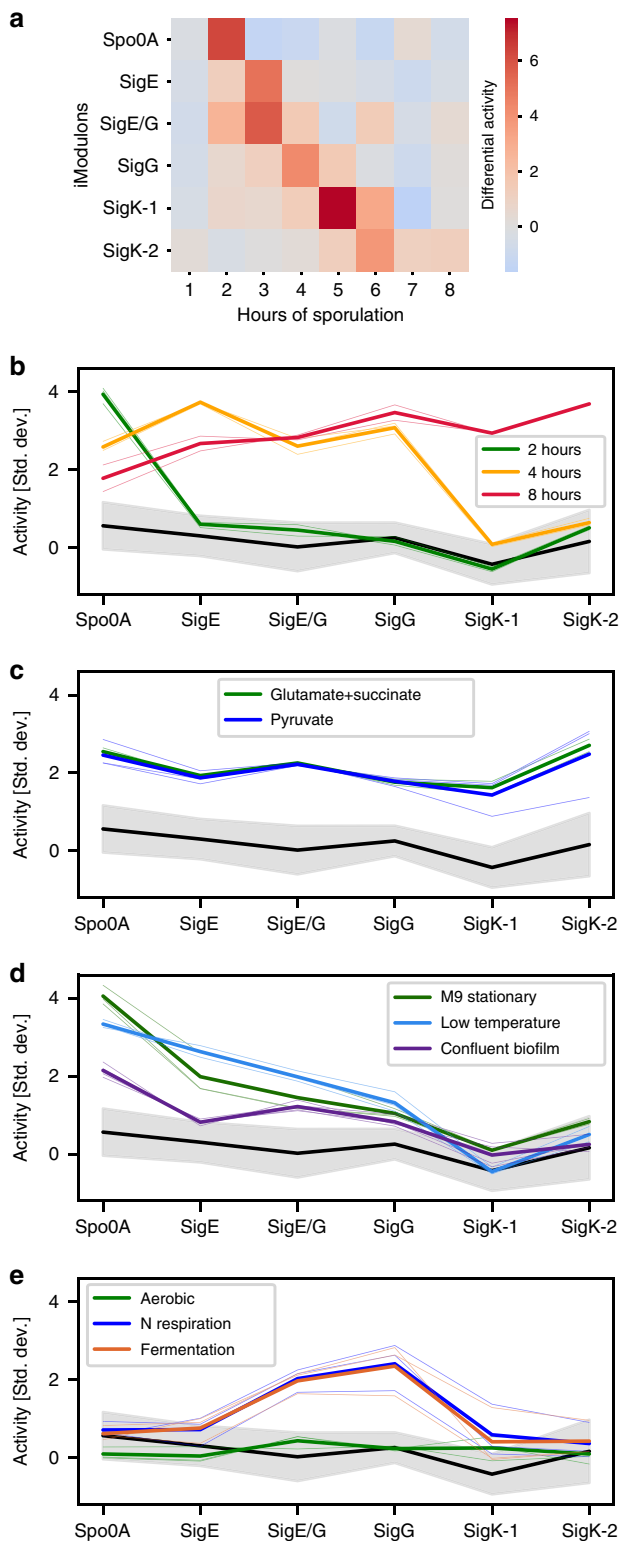 a
Spo0A
SigE
SigE/G
SigG
SigK-1
SigK-2
iModulons
1 2 3 4 5 6 7 8
Hours of sporulation
6
4
2
0
Differential activity
b
4
2
0
Activity [Std. dev.]
2 hours
4 hours
8 hours
Spo0A SigE SigE/G SigG SigK-1 SigK-2
c
4
2
0
Activity [Std. dev.]
Glutamate+succinate
Pyruvate
Spo0A SigE SigE/G SigG SigK-1 SigK-2
d
4
2
0
Activity [Std. dev.]
M9 stationary
Low temperature
Confluent biofilm
Spo0A SigE SigE/G SigG SigK-1 SigK-2
e
4
2
0
Activity [Std. dev.]
Aerobic
N respiration
Fermentation
Spo0A SigE SigE/G SigG SigK-1 SigK-2